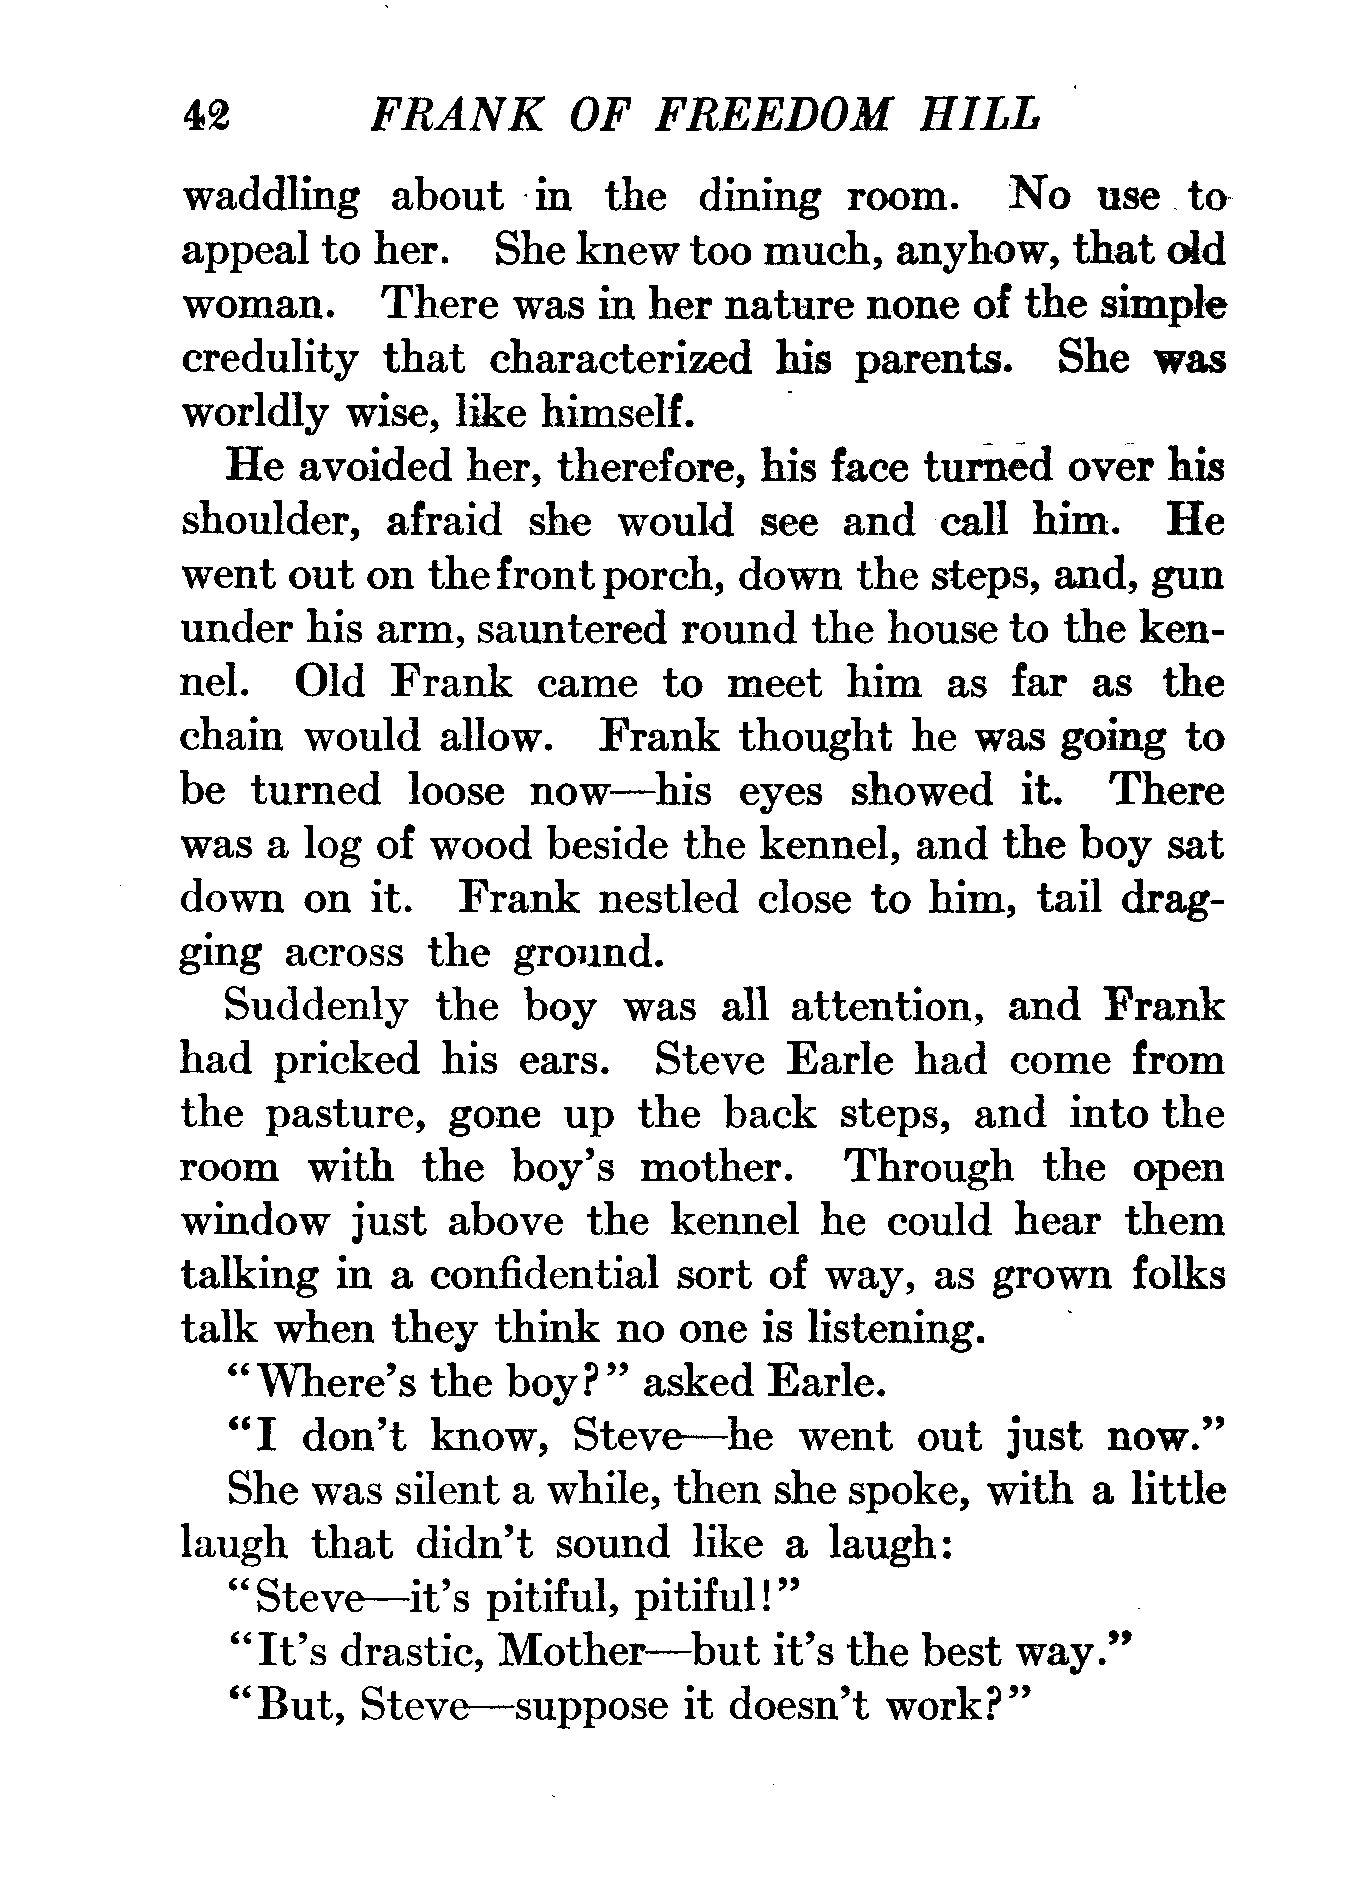 42 FRANK OF FREEDOM HILL
waddling about in the dining room. No use to
appeal to her. She knew too much, anyhow, that old
woman. There was in her nature none of the simple
credulity that characterized his parents. She was
worldly wise, like himself.
He avoided her, therefore, his face turned over his
shoulder, afraid she would see and call him. He
went out on the front porch, down the steps, and, gun
under his arm, sauntered round the house to the ken-
nel. Old Frank came to meet him as far as the
chain would allow. Frank thought he was going to
be turned loose now—his eyes showed it. There
was a log of wood beside the kennel, and the boy sat
down on it. Frank nestled close to him, tail drag-
ging across the ground.
Suddenly the boy was all attention, and Frank
had pricked his ears. Steve Earle had come from
the pasture, gone up the back steps, and into the
room with the boy's mother. Through the open
window just above the kennel he could hear them
talking in a confidential sort of way, as grown folks
talk when they think no one is listening.
"Where's the boy?" asked Earle.
"I don't know, Steve—he went out just now."
She was silent a while, then she spoke, with a little
laugh that didn't sound like a laugh:
"Steve—it's pitiful, pitiful!"
"It's drastic, Mother—but it's the best way."
"But, Steve—suppose it doesn't work?"